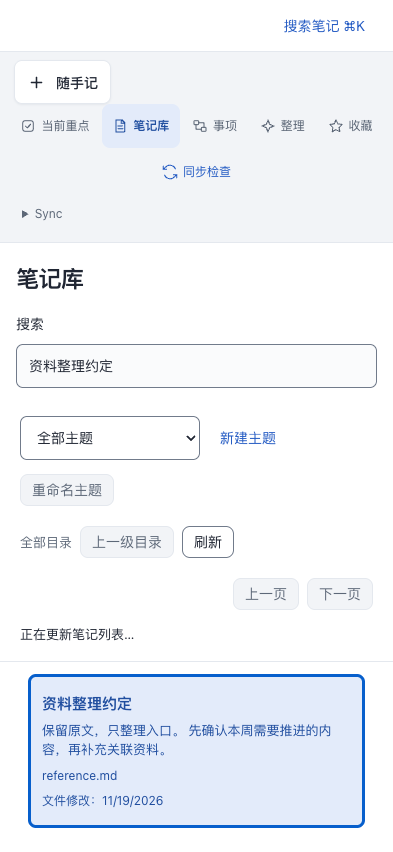 搜索笔记 ⌘K
随手记
当前重点
笔记库
事项
整理
收藏
同步检查
Sync
笔记库
搜索
资料整理约定
全部主题
新建主题
重命名主题
全部目录
上一级目录
刷新
上一页
下一页
正在更新笔记列表...
资料整理约定
保留原文，只整理入口。 先确认本周需要推进的内
容，再补充关联资料。
reference.md
文件修改：11/19/2026